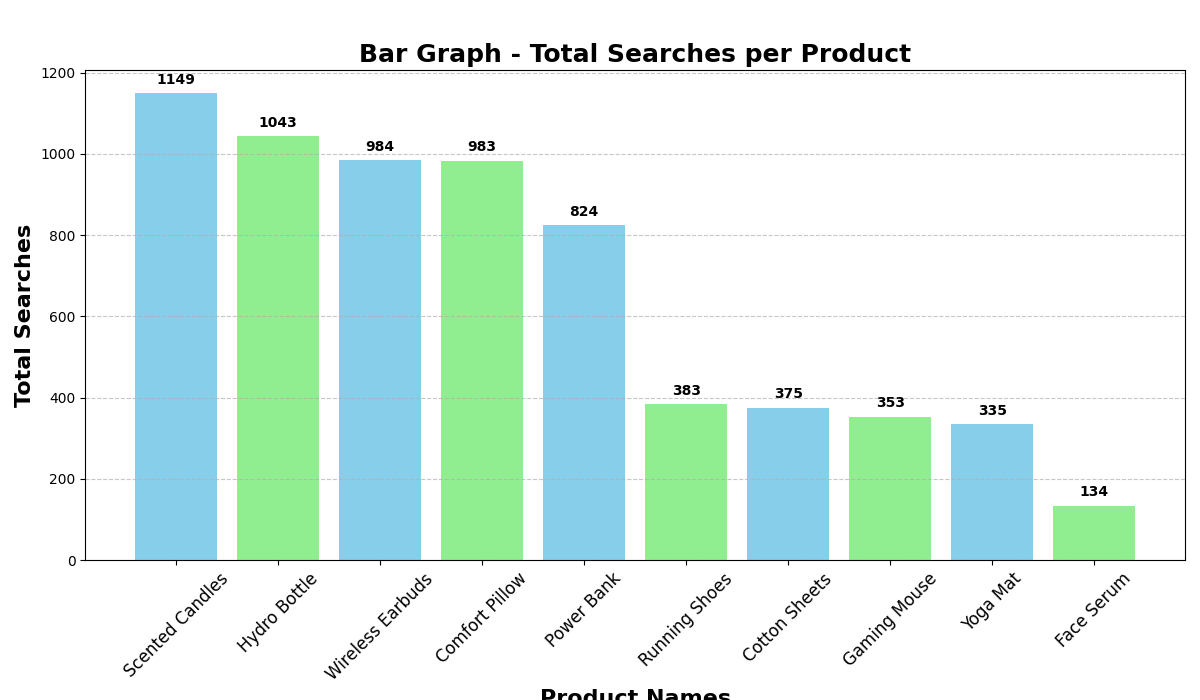 Bar Graph - Total Searches per Product
Total Searches
1200
1000
800
600
400
200
0
1149
1043
984
983
824
383
375
353
335
134
Scented Candles
Hydro Bottle
Wireless Earbuds
Comfort Pillow
Power Bank
Running Shoes
Cotton Sheets
Gaming Mouse
Yoga Mat
Face Serum
Product Names